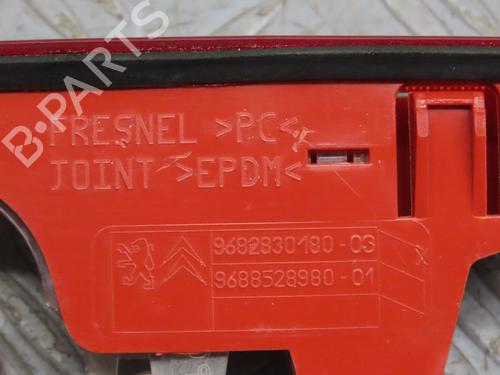 B-PARTS
FRESNEL >PC<
JOINT >EPDM<
9682830180-03
9688528980-01